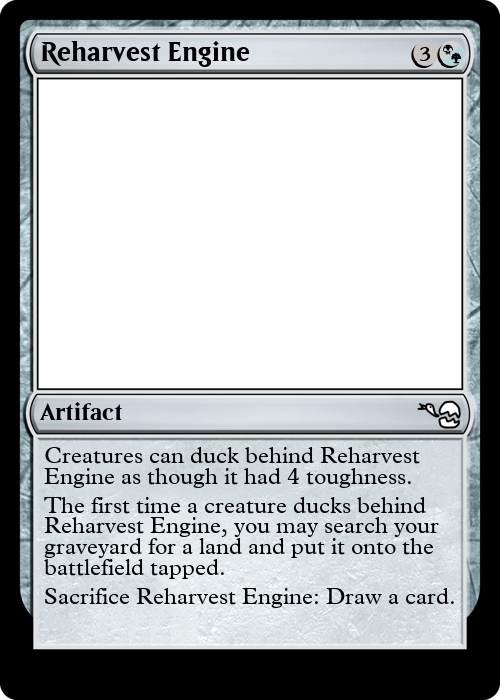 Reharvest Engine 3
Artifact
Creatures can duck behind Reharvest
Engine as though it had 4 toughness.
The first time a creature ducks behind
Reharvest Engine, you may search your
graveyard for a land and put it onto the
battlefield tapped.
Sacrifice Reharvest Engine: Draw a card.